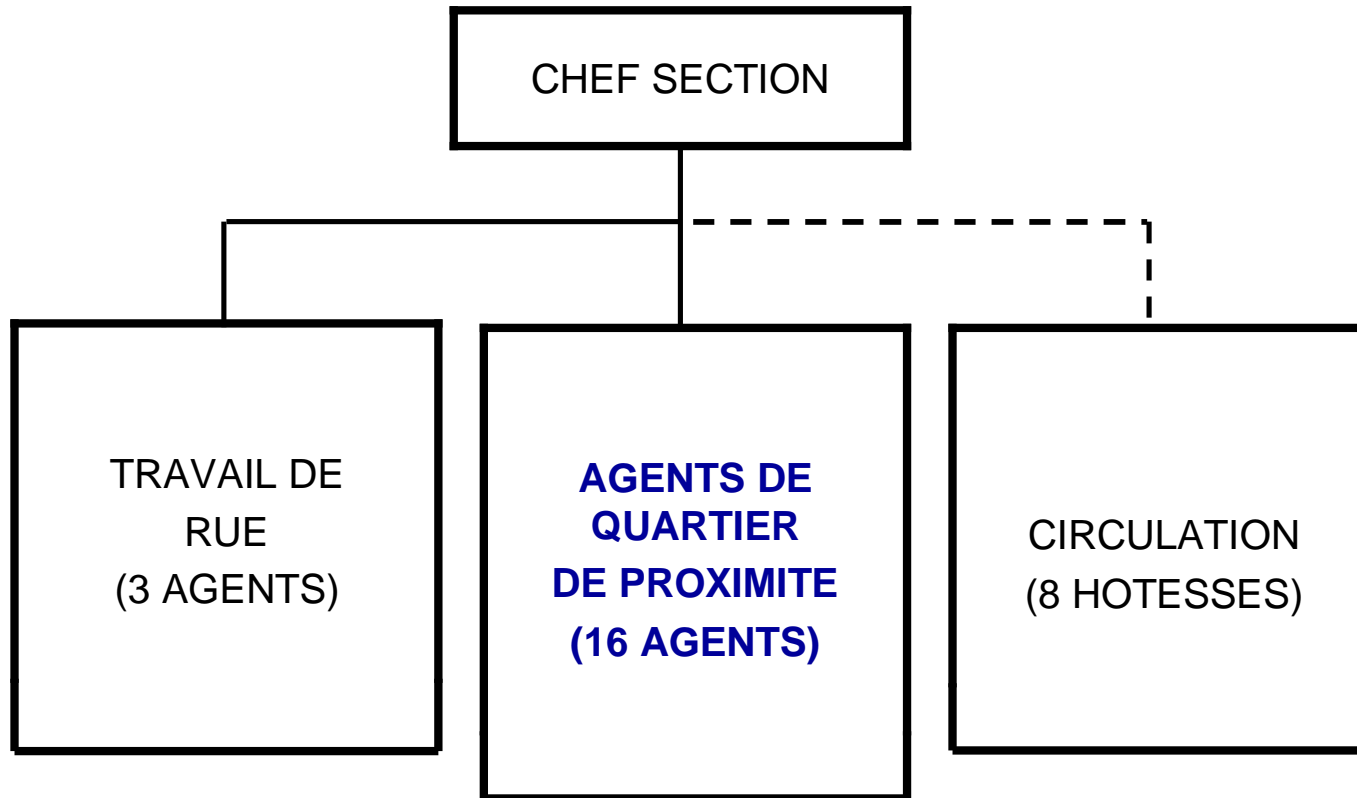 CHEF SECTION
TRAVAIL DE
RUE
(3 AGENTS)
AGENTS DE
QUARTIER
DE PROXIMITE
(16 AGENTS)
CIRCULATION
(8 HOTESSES)